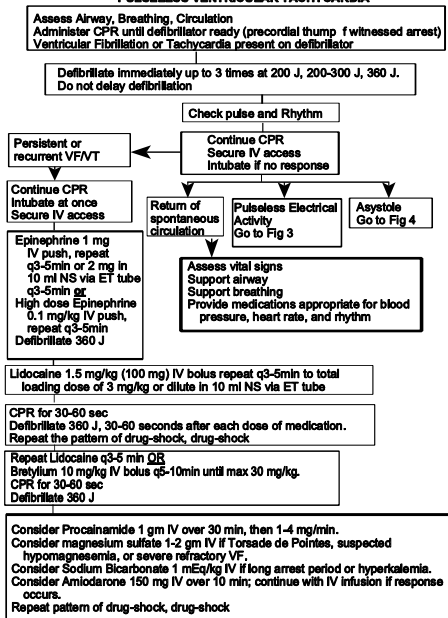 PULSELESS VENTRICULAR TACHYCARDIA
Assess Airway, Breathing, Circulation
Administer CPR until defibrillator ready (precordial thump f witnessed arrest)
Ventricular Fibrillation or Tachycardia present on defibrillator
Defibrillate immediately up to 3 times at 200 J, 200-300 J, 360 J.
Do not delay defibrillation
Check pulse and Rhythm
Persistent or
recurrent VF/VT
Continue CPR
Secure IV access
Intubate if no response
Continue CPR
Intubate at once
Secure IV access
Return of
spontaneous
circulation
Pulseless Electrical
Activity
Go to Fig 3
Asystole
Go to Fig 4
Epinephrine 1 mg
IV push, repeat
q3-5min or 2 mg in
10 ml NS via ET tube
q3-5min or
High dose Epinephrine
0.1 mg/kg IV push,
repeat q3-5min
Defibrillate 360 J
Assess vital signs
Support airway
Support breathing
Provide medications appropriate for blood
pressure, heart rate, and rhythm
Lidocaine 1.5 mg/kg (100 mg) IV bolus repeat q3-5min to total
loading dose of 3 mg/kg or dilute in 10 ml NS via ET tube
CPR for 30-60 sec
Defibrillate 360 J, 30-60 seconds after each dose of medication.
Repeat the pattern of drug-shock, drug-shock
Repeat Lidocaine q3-5 min OR
Bretylium 10 mg/kg IV bolus q5-10min until max 30 mg/kg.
CPR for 30-60 sec
Defibrillate 360 J
Consider Procainamide 1 gm IV over 30 min, then 1-4 mg/min.
Consider magnesium sulfate 1-2 gm IV if Torsade de Pointes, suspected
hypomagnesemia, or severe refractory VF.
Consider Sodium Bicarbonate 1 mEq/kg IV if long arrest period or hyperkalemia.
Consider Amiodarone 150 mg IV over 10 min; continue with IV infusion if response
occurs.
Repeat pattern of drug-shock, drug-shock